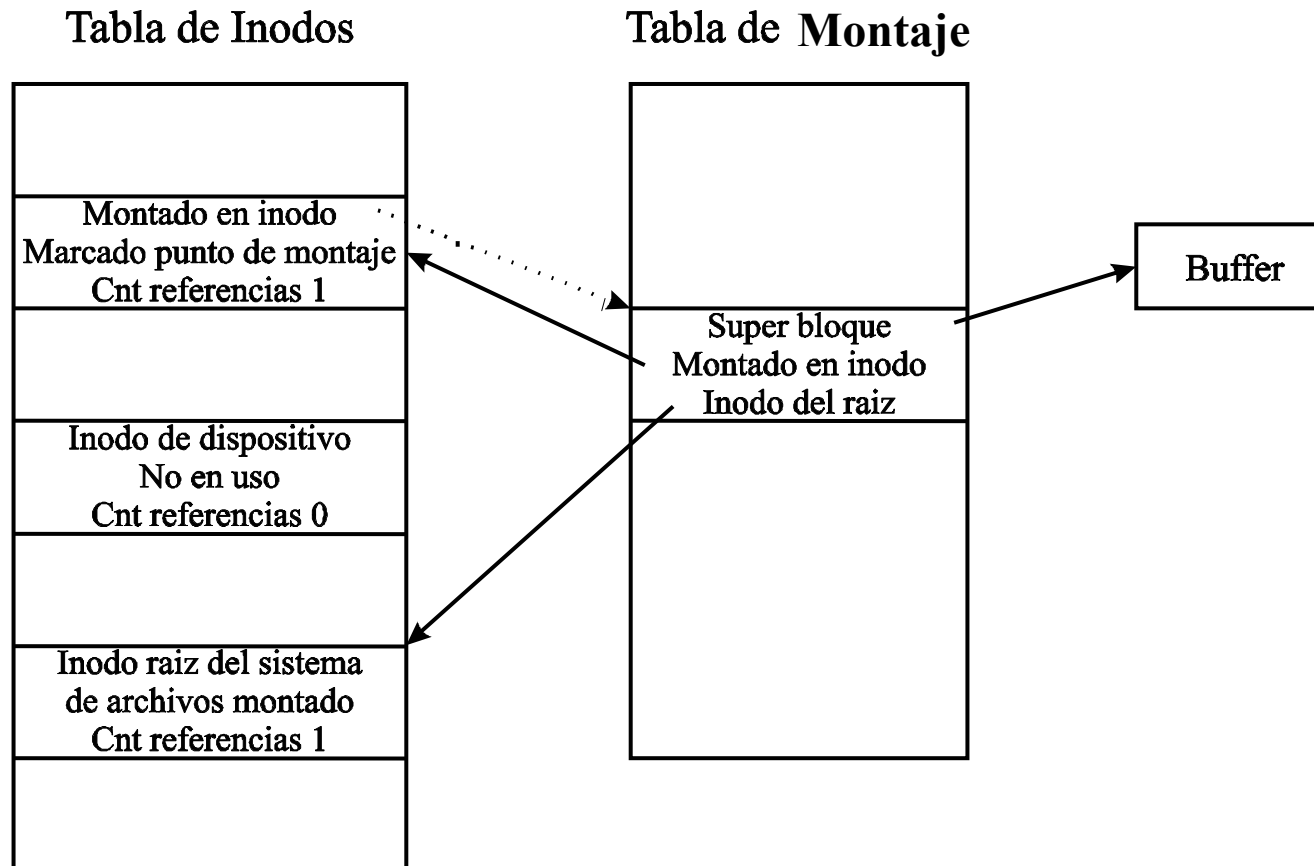 Tabla de Inodos
Tabla de Montaje
Montado en inodo
Marcado punto de montaje
Cnt referencias 1
Inodo de dispositivo
No en uso
Cnt referencias 0
Inodo raiz del sistema
de archivos montado
Cnt referencias 1
Super bloque
Montado en inodo
Inodo del raiz
Buffer